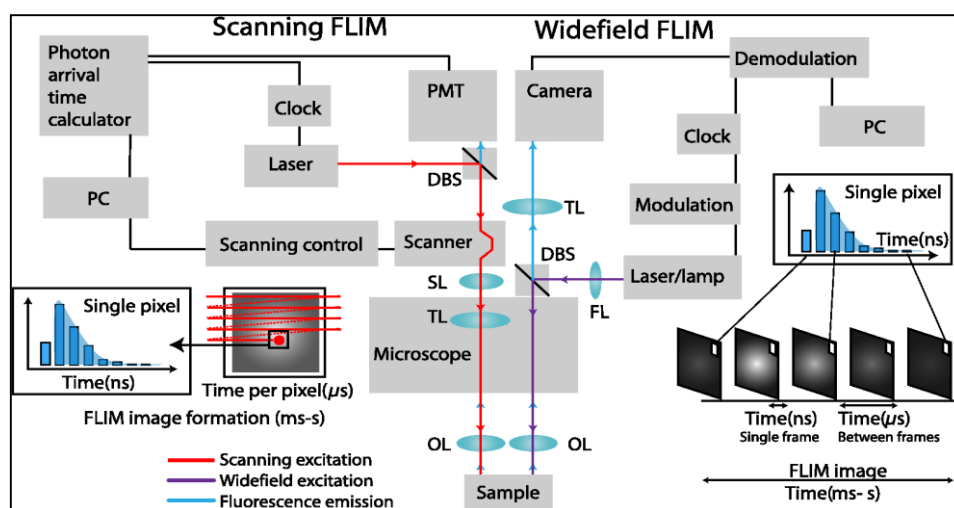 Scanning FLIM
Widefield FLIM
Photon
arrival
time
calculator
Clock
Laser
PMT
DBS
PC
Scanning control
Scanner
SL
TL
Microscope
OL
Single pixel
Time(ns)
Time per pixel(µs)
FLIM image formation (ms-s)
Scanning excitation
Widefield excitation
Fluorescence emission
Camera
Demodulation
Clock
PC
Modulation
TL
DBS
FL
Laser/lamp
OL
Sample
Single pixel
Time(ns)
Time(ns)
Single frame
Time(µs)
Between frames
FLIM image
Time(ms- s)